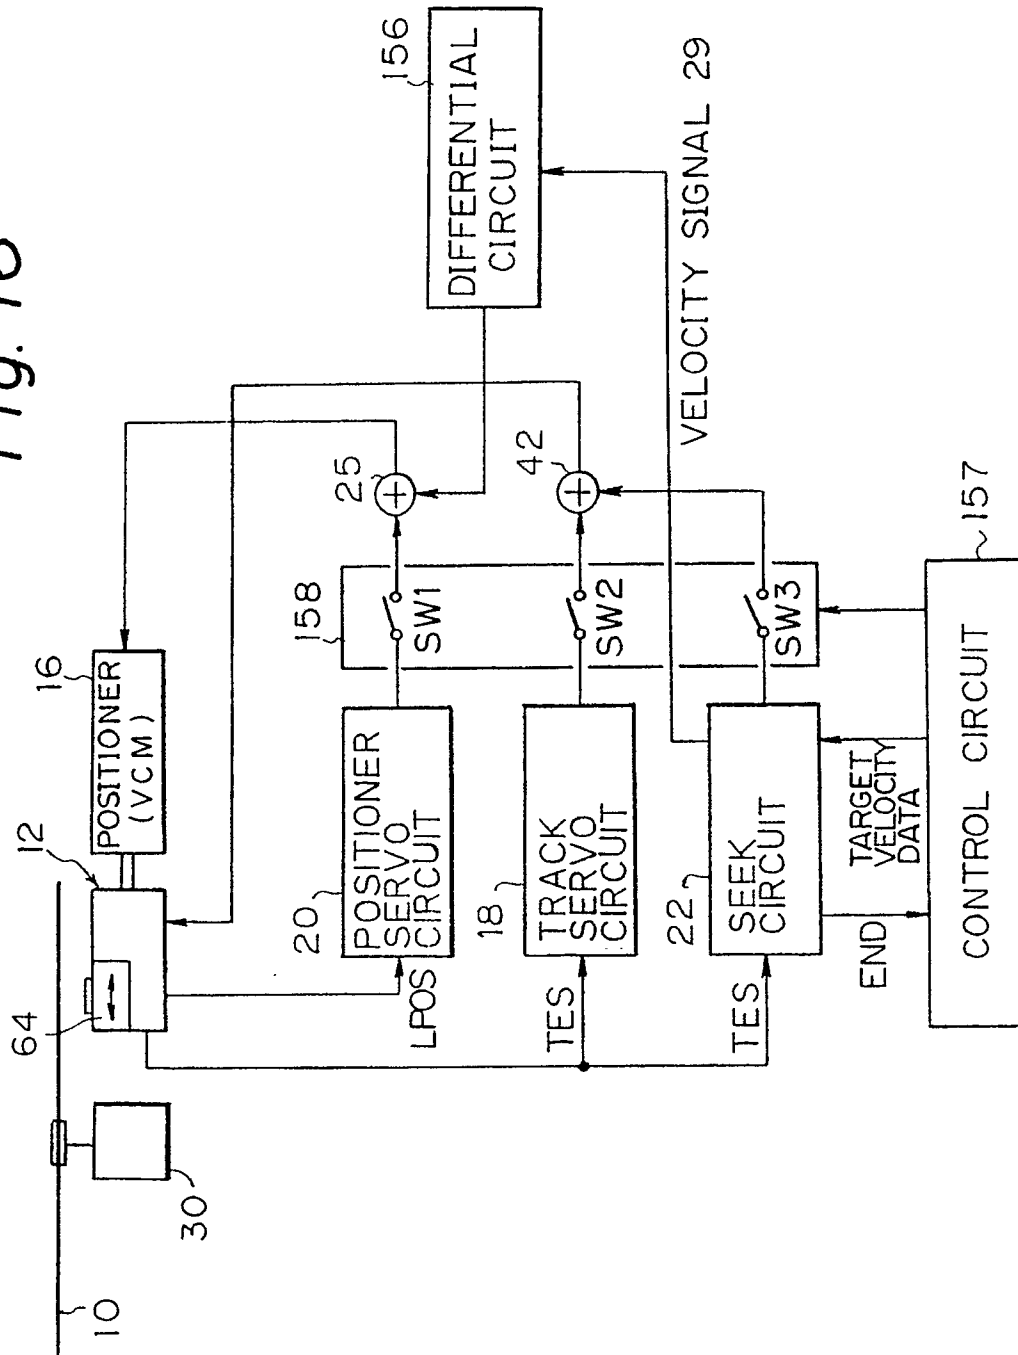 Fig.
10
30
64
12
16
POSITIONER
(VCM)
LPOS
20
POSITIONER
SERVO
CIRCUIT
158
SW1
25
156
DIFFERENTIAL
CIRCUIT
TES
18
TRACK
SERVO
CIRCUIT
SW2
42
VELOCITY SIGNAL 29
TES
22
SEEK
CIRCUIT
SW3
END
TARGET
VELOCITY
DATA
CONTROL CIRCUIT
157